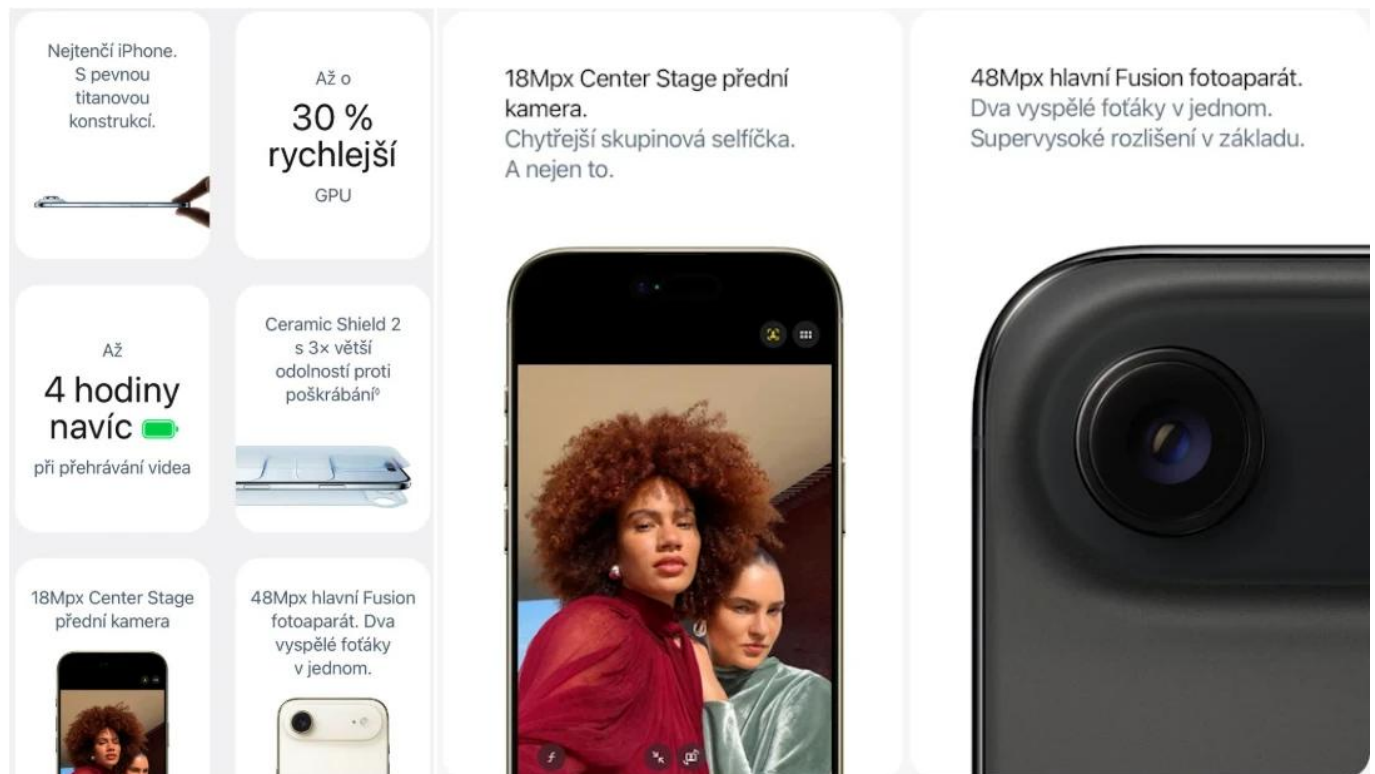 Nejtenčí iPhone.
S pevnou
titanovou
konstrukcí.
Až o
30 %
rychlejší
GPU
Až
4 hodiny
navíc
při přehrávání videa
Ceramic Shield 2
s 3× větší
odolností proti
poškrábání◊
18Mpx Center Stage
přední kamera
48Mpx hlavní Fusion
fotoaparát. Dva
vyspělé foťáky
v jednom.
18Mpx Center Stage přední
kamera.
Chytřejší skupinová selfíčka.
A nejen to.
48Mpx hlavní Fusion fotoaparát.
Dva vyspělé foťáky v jednom.
Supervysoké rozlišení v základu.